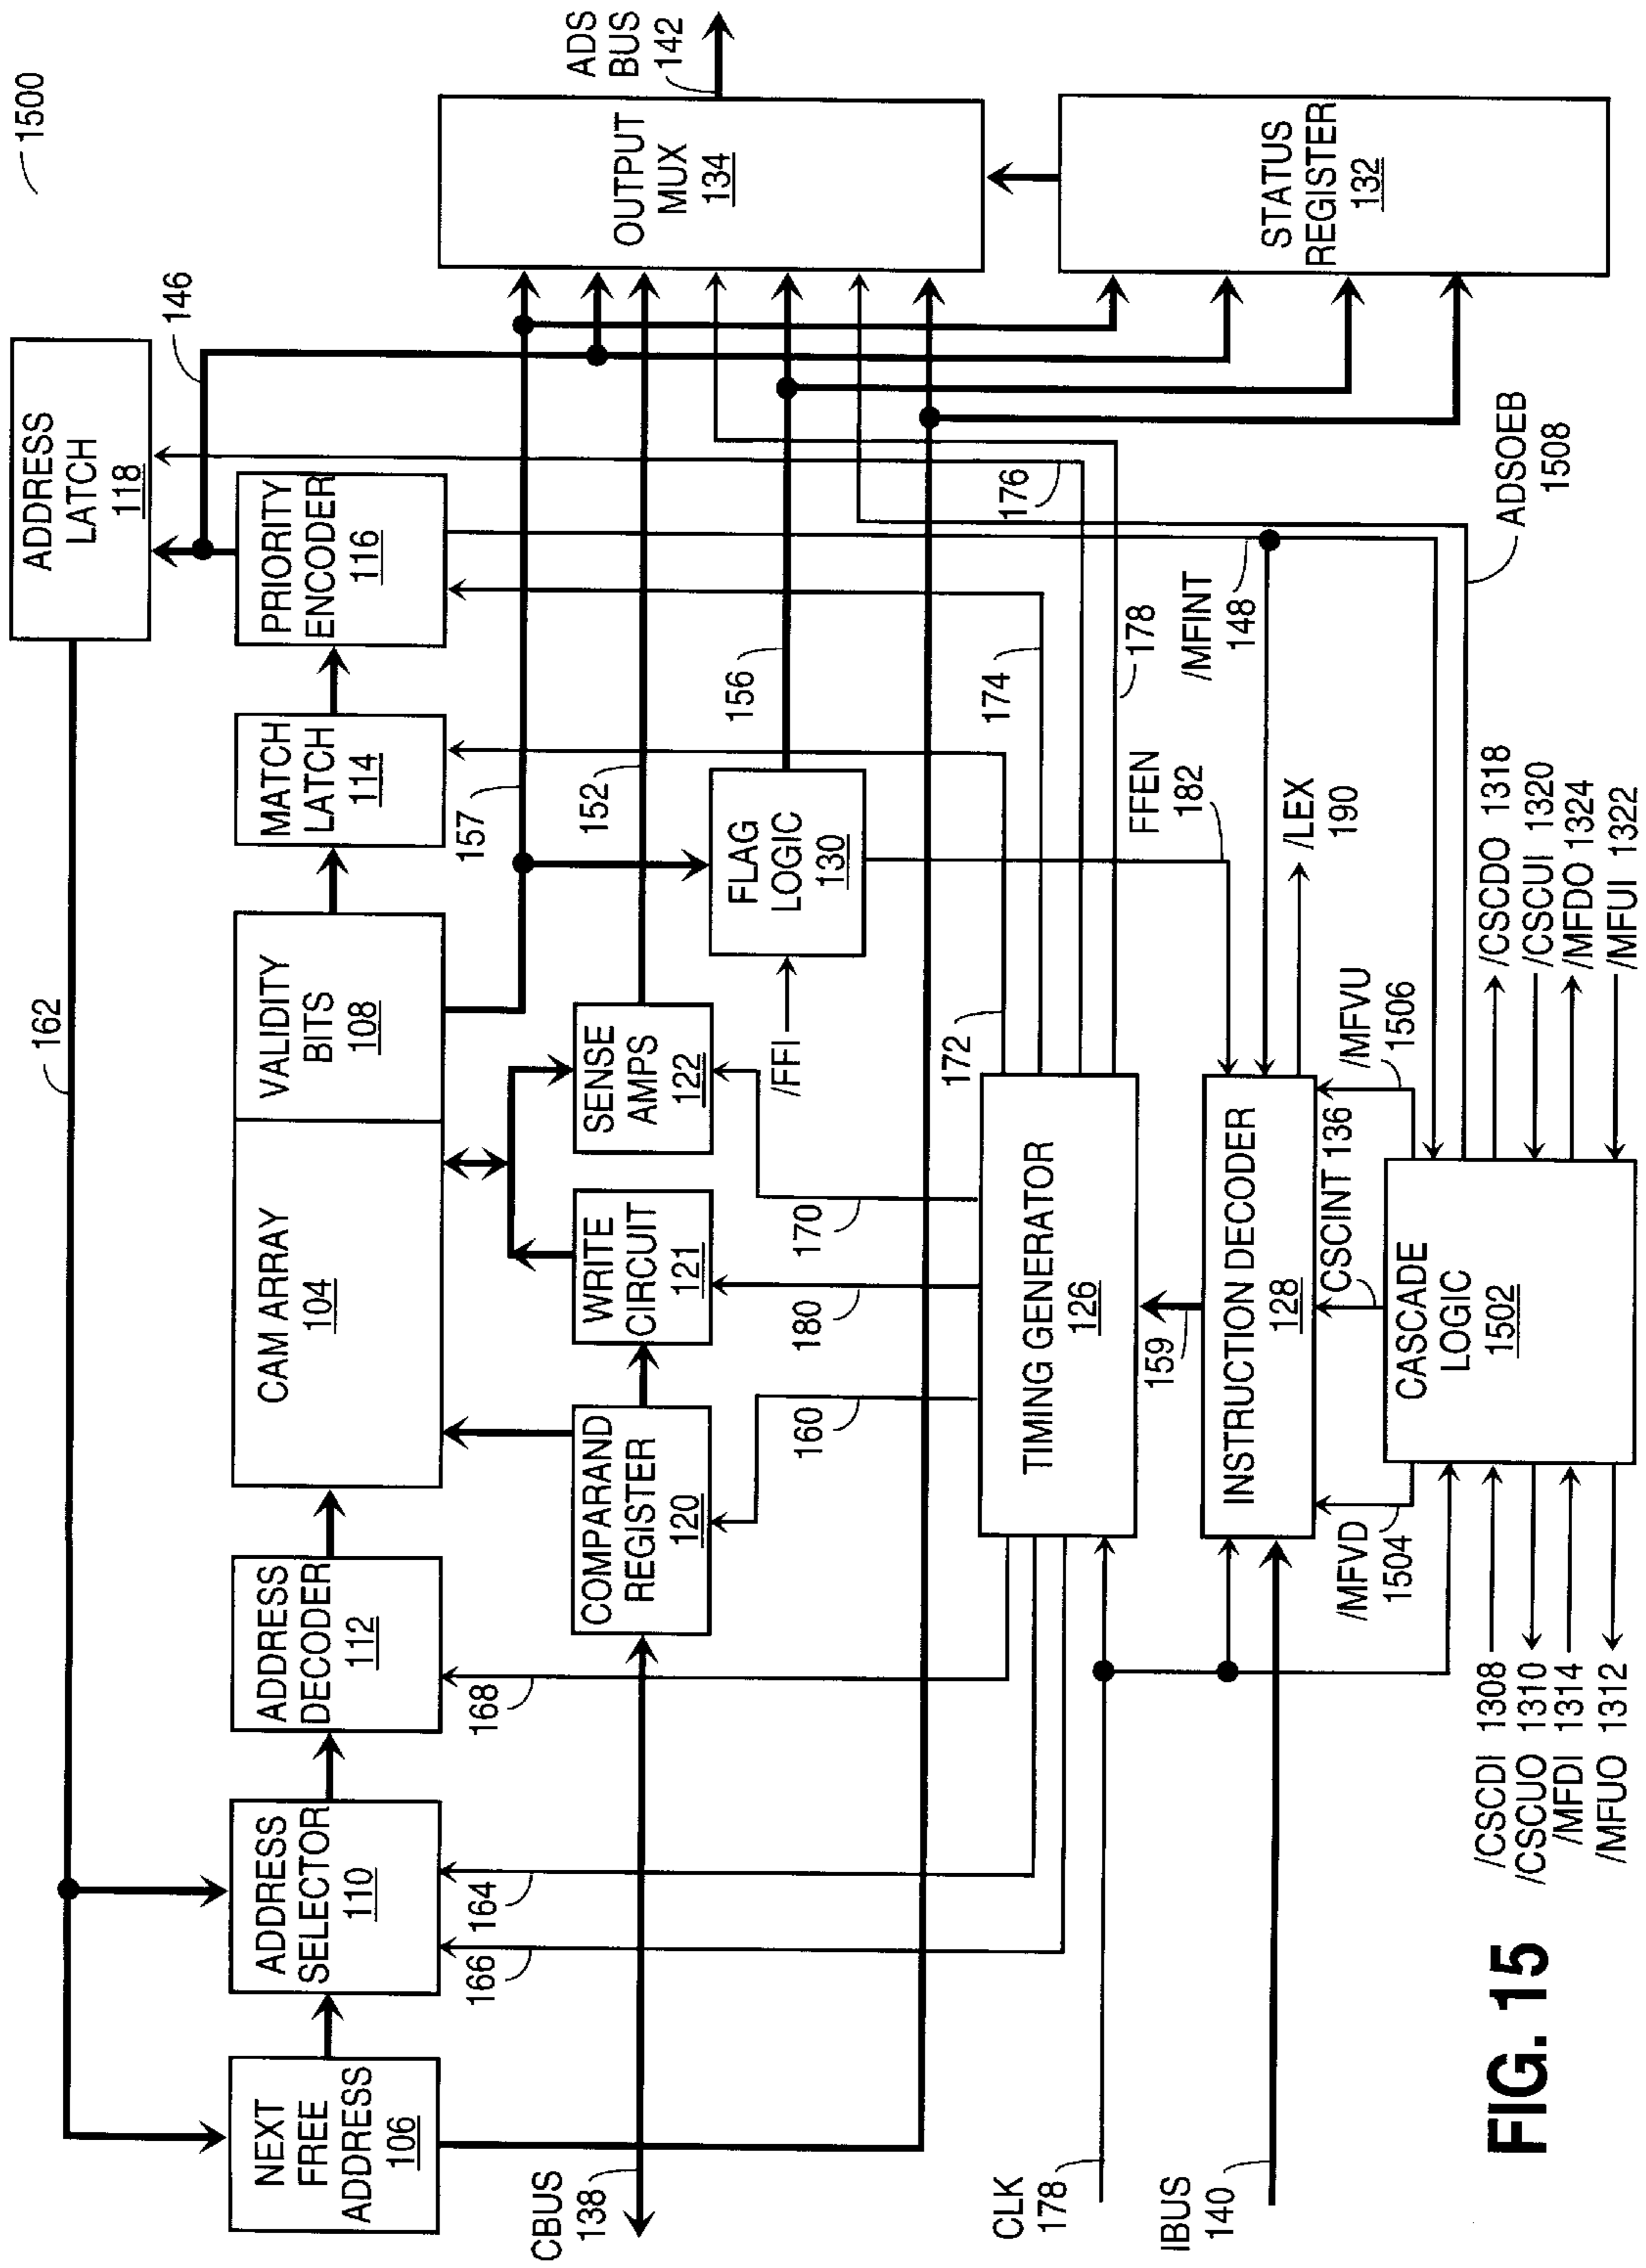 1500
ADDRESS
LATCH
118
146
162
NEXT
FREE
ADDRESS
106
ADDRESS
SELECTOR
110
ADDRESS
DECODER
112
CAM ARRAY
104
VALIDITY
BITS
108
MATCH
LATCH
114
PRIORITY
ENCODER
116
ADS
BUS
142
OUTPUT
MUX
134
STATUS
REGISTER
132
166
164
168
157
152
156
COMPARAND
REGISTER
120
WRITE
CIRCUIT
121
SENSE
AMPS
122
FLAG
LOGIC
130
/FFI
CBUS
138
160
180
170
172
174
176
178
TIMING GENERATOR
126
CLK
178
159
FFEN
182
/MFINT
148
INSTRUCTION DECODER
128
IBUS
140
/LEX
190
/MFVD
1504
CSCINT 136
/MFVU
1506
ADSOEB
1508
CASCADE
LOGIC
1502
/CSCDI 1308
/CSCUO 1310
/MFDI 1314
/MFUO 1312
/CSCDO 1318
/CSCUI 1320
/MFDO 1324
/MFUI 1322
FIG. 15